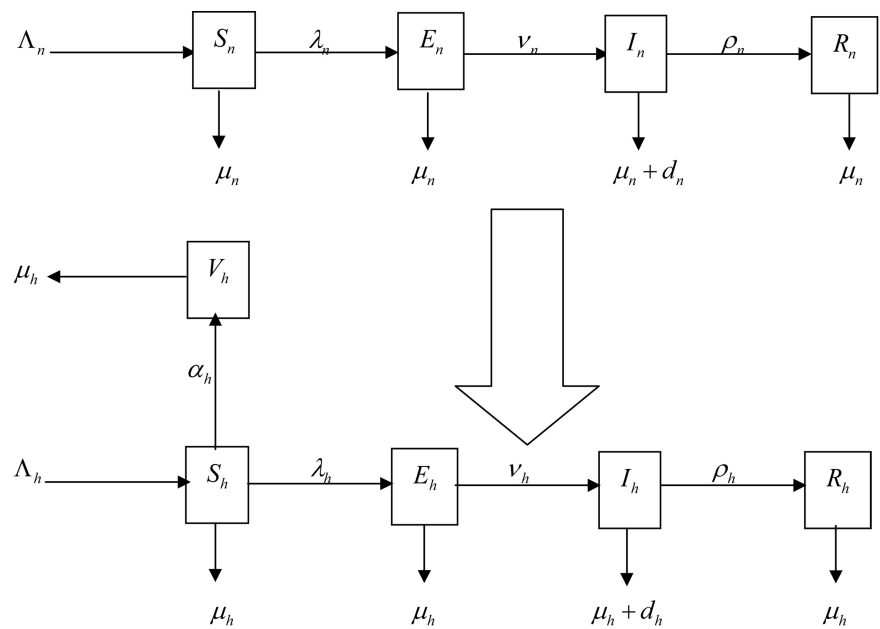 Λₙ Sₙ λₙ Eₙ νₙ Iₙ ρₙ Rₙ
μₙ μₙ μₙ + dₙ μₙ
μₕ Vₕ
αₕ
Λₕ Sₕ λₕ Eₕ νₕ Iₕ ρₕ Rₕ
μₕ μₕ μₕ + dₕ μₕ